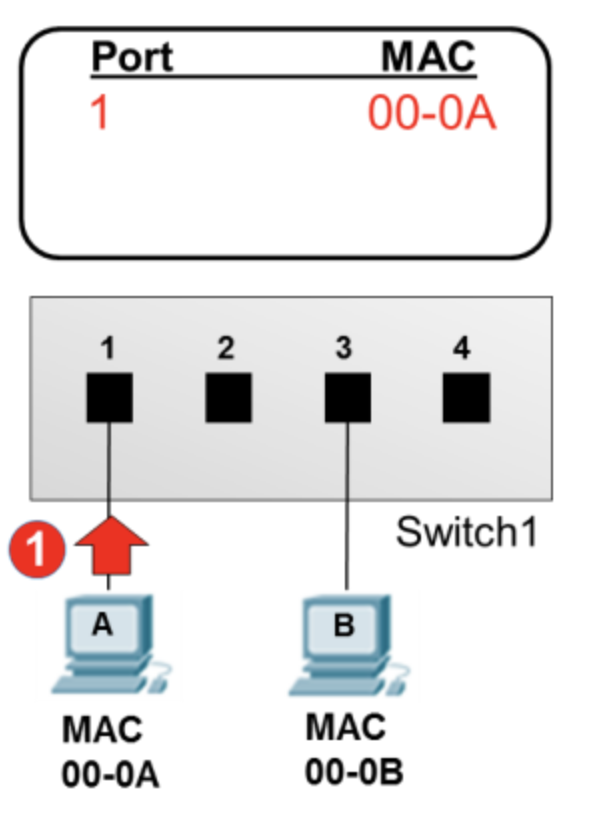 Port MAC
1 00-0A
1 2 3 4
Switch1
1
A B
MAC MAC
00-0A 00-0B